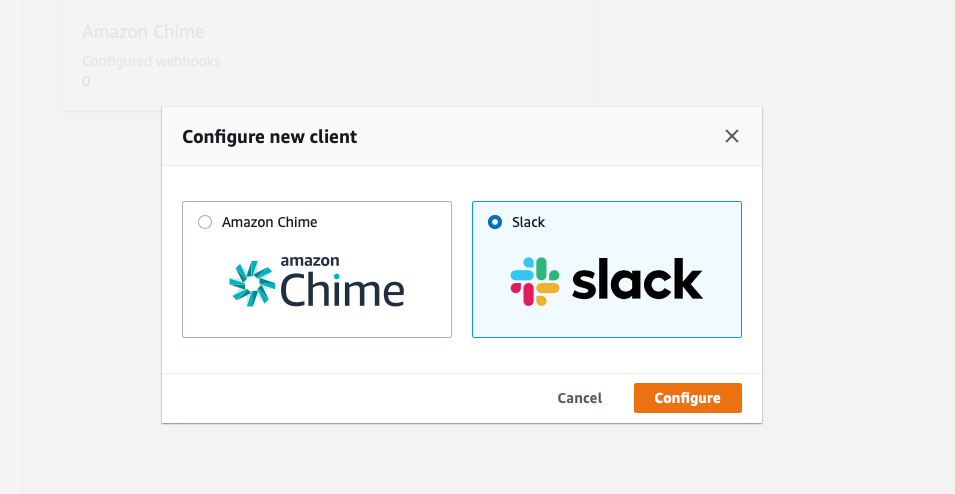 Amazon Chime
Configured webhooks
0
Configure new client
Amazon Chime
Slack
amazon
Chime
slack
Cancel
Configure